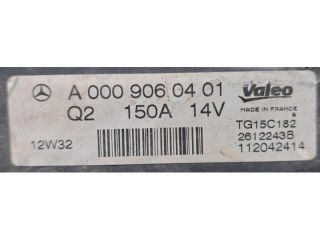 A 000 906 04 01
Valeo
Q2 150A 14V
MADE IN FRANCE
TG15C182
12W32
2612243B
112042414